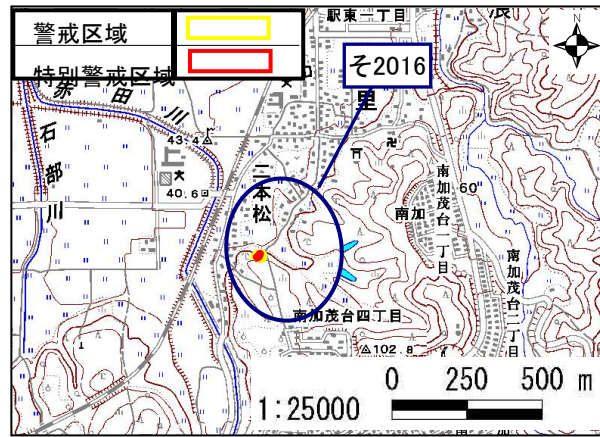 警戒区域
特別警戒区域
駅東二丁目
そ2016
里
赤田川
石部川
43.4
40.6
二本松
南加茂台一丁目
60
南加
南加茂台二丁目
南加茂台四丁目
102.8
N
0 250 500 m
1:25000